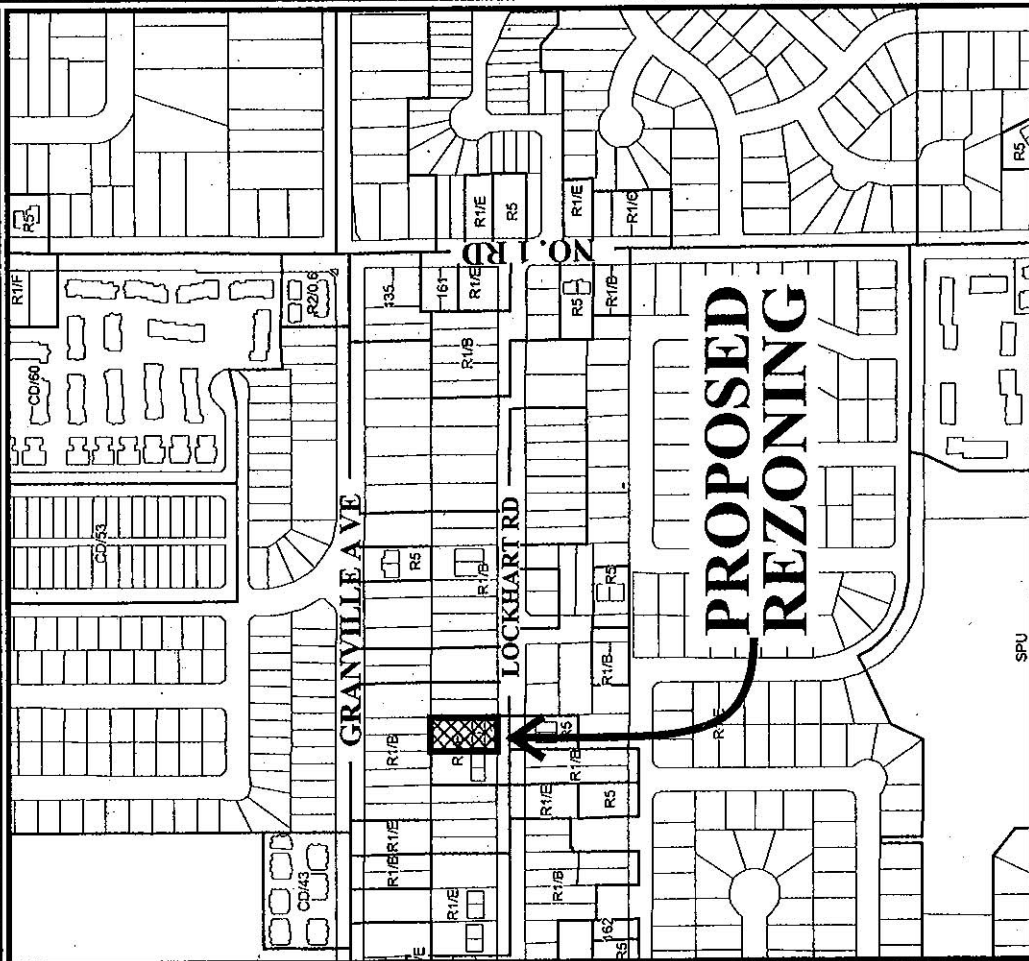 R5
R1/F
R2/0,6
CD/60
CD/53
GRANVILLE AVE
LOCKHART RD
NO. 1 RD
R1/E
R5
R1/E
R5
135
161
R1/E
R1/B
R5
R1/B
R5
R1/B
R5
R1/B
PROPOSED
REZONING
R1/B
R5
R1/B
R1/E
R5
R1/E
R1/B
R1/E
R1/B
CD/43
162
R5
/E
SPU